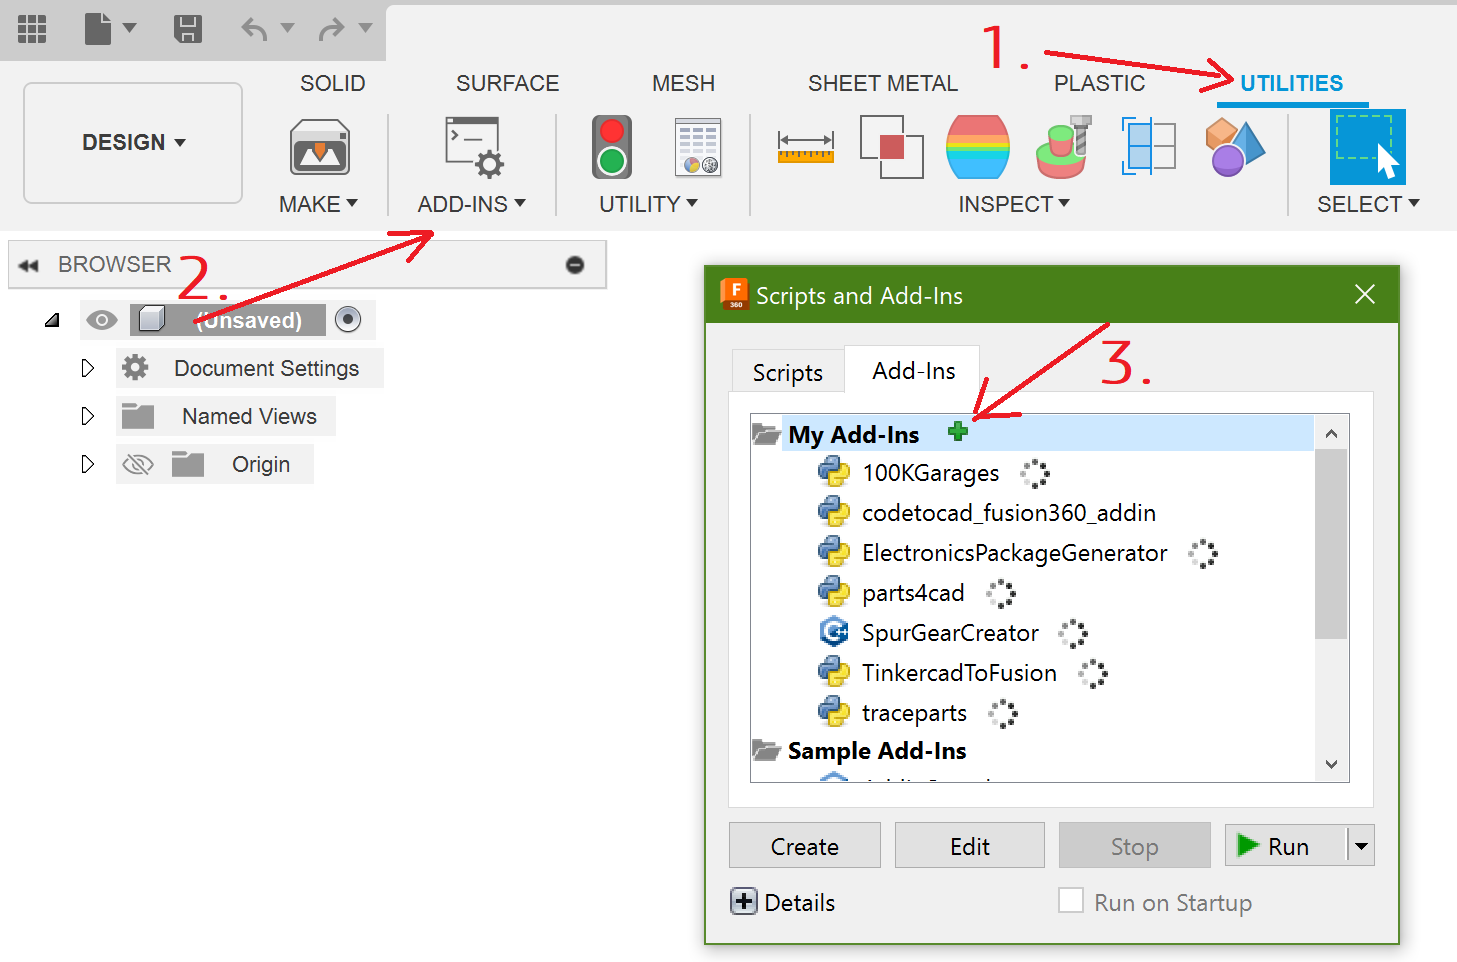 1.
SOLID SURFACE MESH SHEET METAL PLASTIC UTILITIES
DESIGN
MAKE ADD-INS UTILITY INSPECT SELECT
BROWSER
2.
(Unsaved)
Document Settings
Named Views
Origin
F
360
Scripts and Add-Ins
3.
Scripts Add-Ins
My Add-Ins
100KGarages
codetocad_fusion360_addin
ElectronicsPackageGenerator
parts4cad
C++
SpurGearCreator
TinkercadToFusion
traceparts
Sample Add-Ins
Create Edit Stop Run
Details Run on Startup